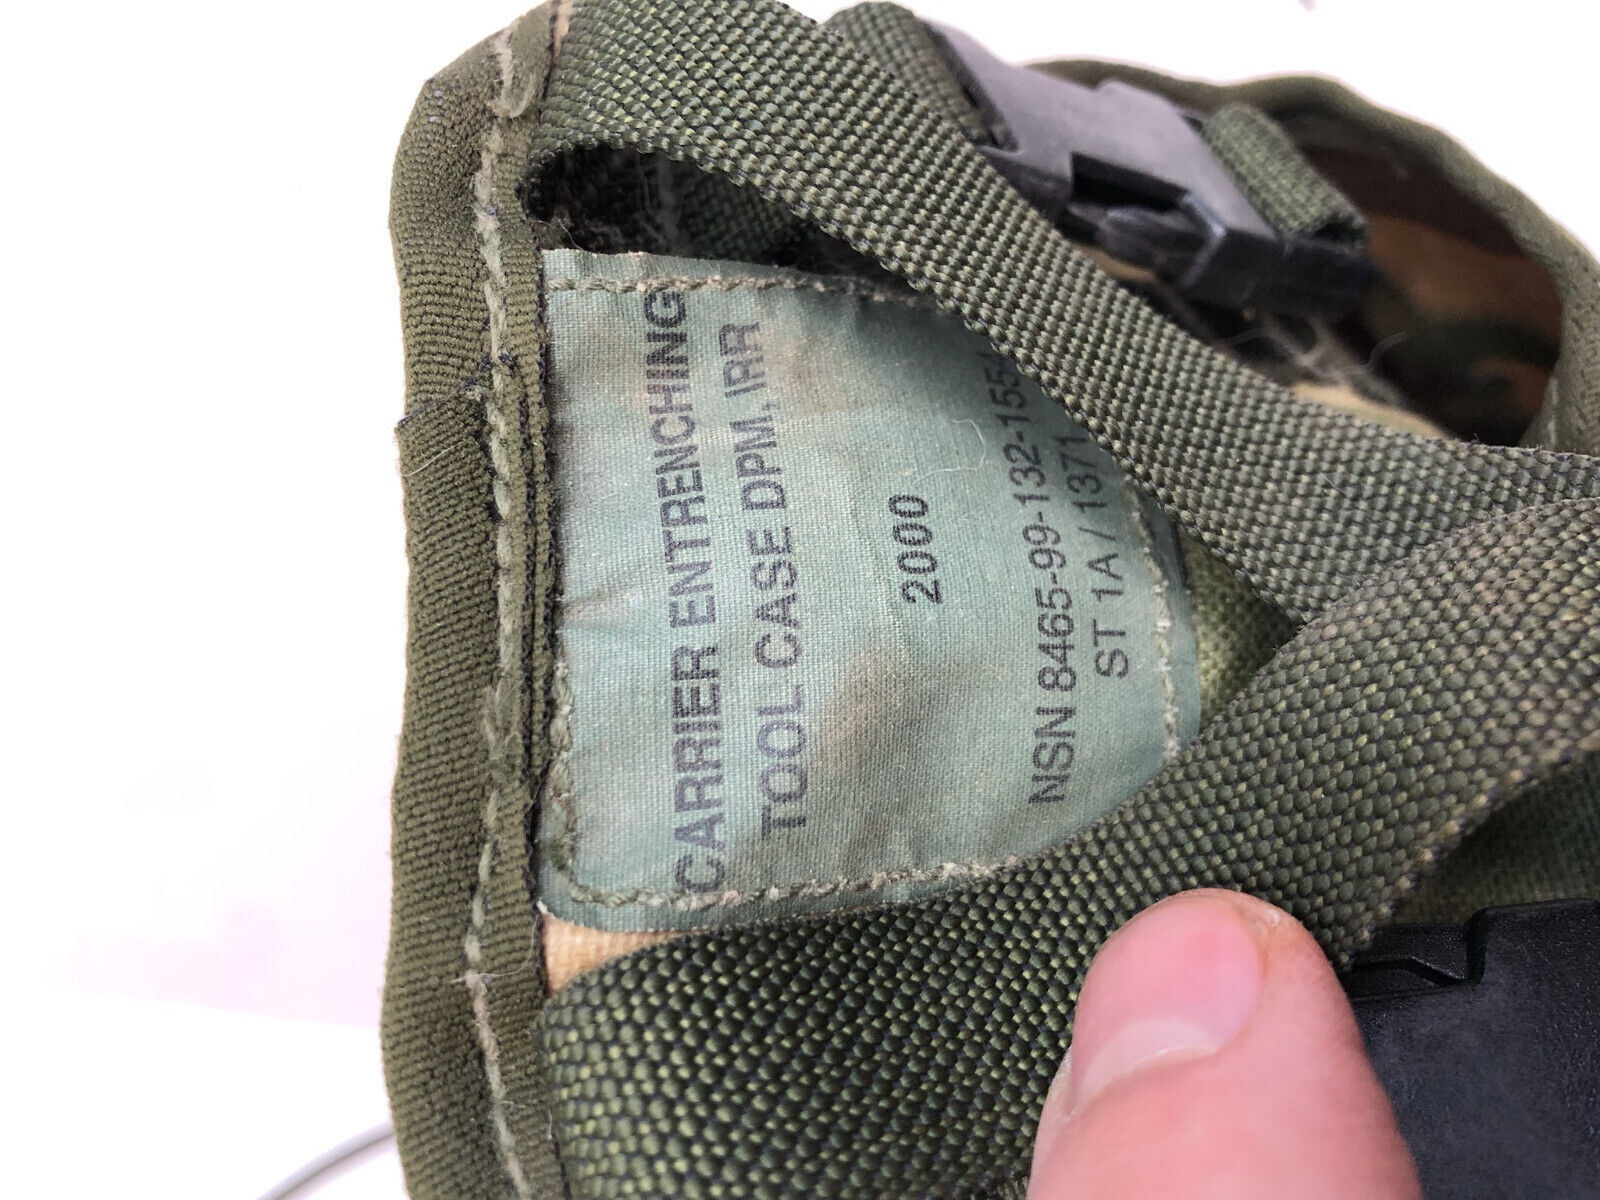 CARRIER ENTRENCHING
TOOL CASE DPM, IRR
2000
NSN 8465-99-132-1554
ST 1A / 1371